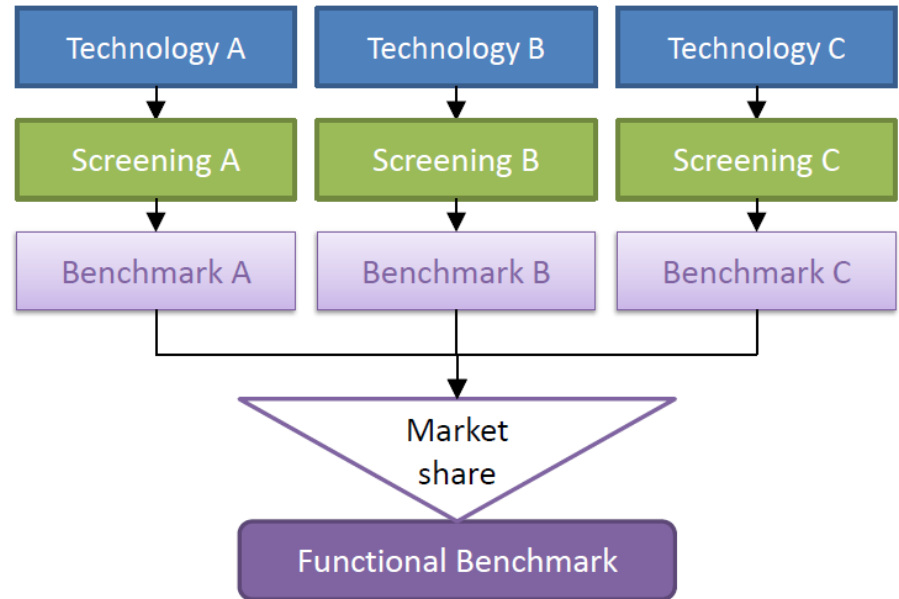 Technology A
Technology B
Technology C
Screening A
Screening B
Screening C
Benchmark A
Benchmark B
Benchmark C
Market
share
Functional Benchmark